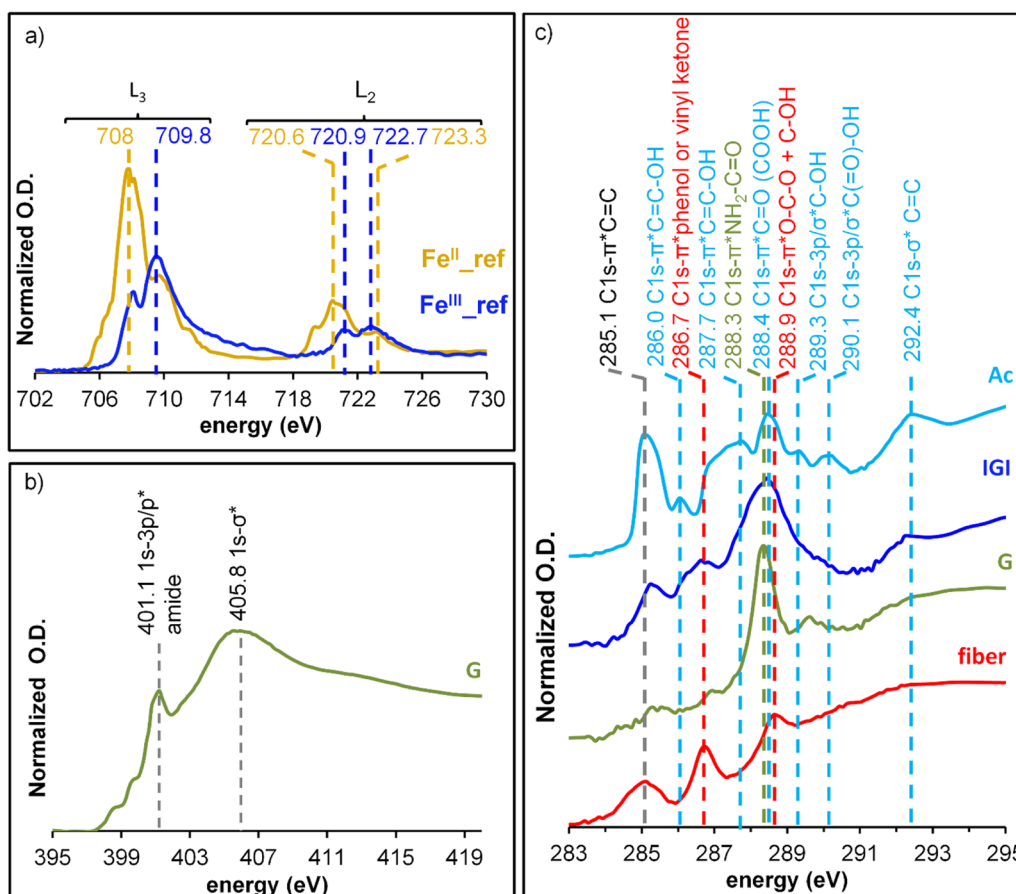 a)
L₃
L₂
708
709.8
720.6
720.9
722.7
723.3
Feᴵᴵ_ref
Feᴵᴵᴵ_ref
Normalized O.D.
702 706 710 714 718 722 726 730
energy (eV)
b)
401.1 1s-3p/p*
amide
405.8 1s-σ*
G
Normalized O.D.
395 399 403 407 411 415 419
energy (eV)
c)
285.1 C1s-π*C=C
286.0 C1s-π*C=C-OH
286.7 C1s-π*phenol or vinyl ketone
287.7 C1s-π*C=C-OH
288.3 C1s-π*NH₂-C=O
288.4 C1s-π*C=O (COOH)
288.9 C1s-π*O-C-O + C-OH
289.3 C1s-3p/σ*C-OH
290.1 C1s-3p/σ*C(=O)-OH
292.4 C1s-σ* C=C
Ac
IGI
G
fiber
Normalized O.D.
283 285 287 289 291 293 295
energy (eV)